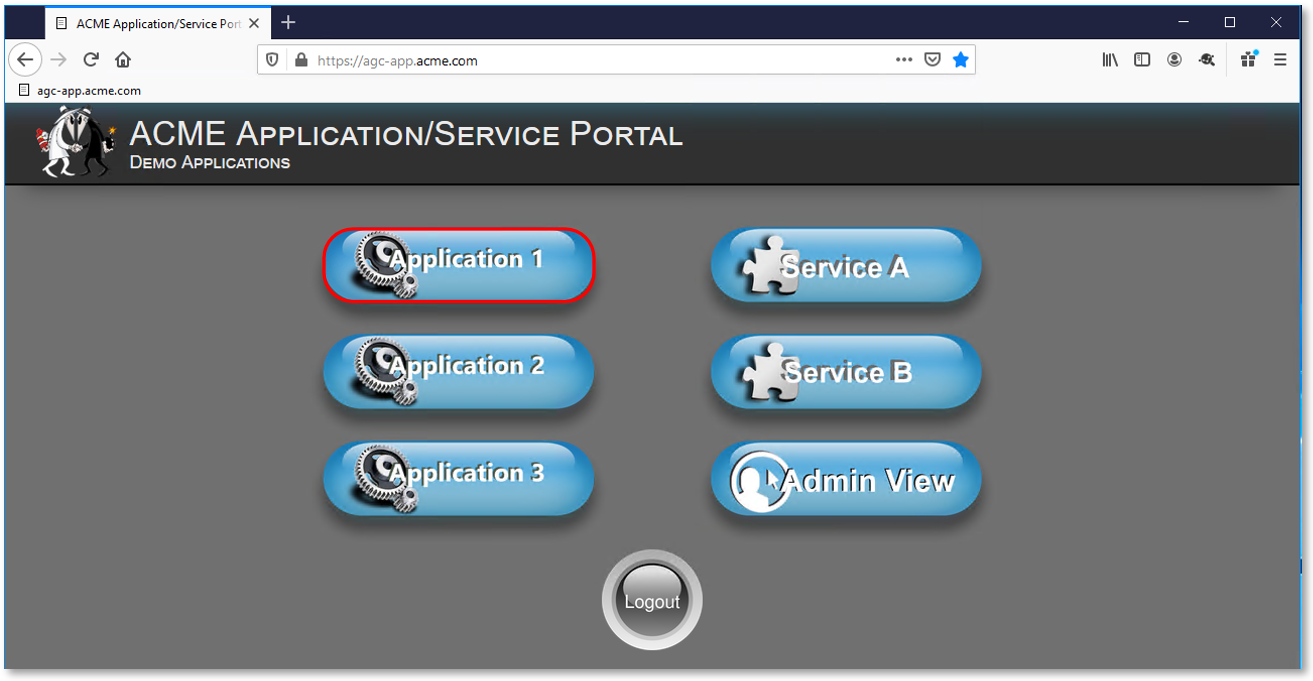 ACME Application/Service Port
https://agc-app.acme.com
agc-app.acme.com
ACME Application/Service Portal
Demo Applications
Application 1
Service A
Application 2
Service B
Application 3
Admin View
Logout